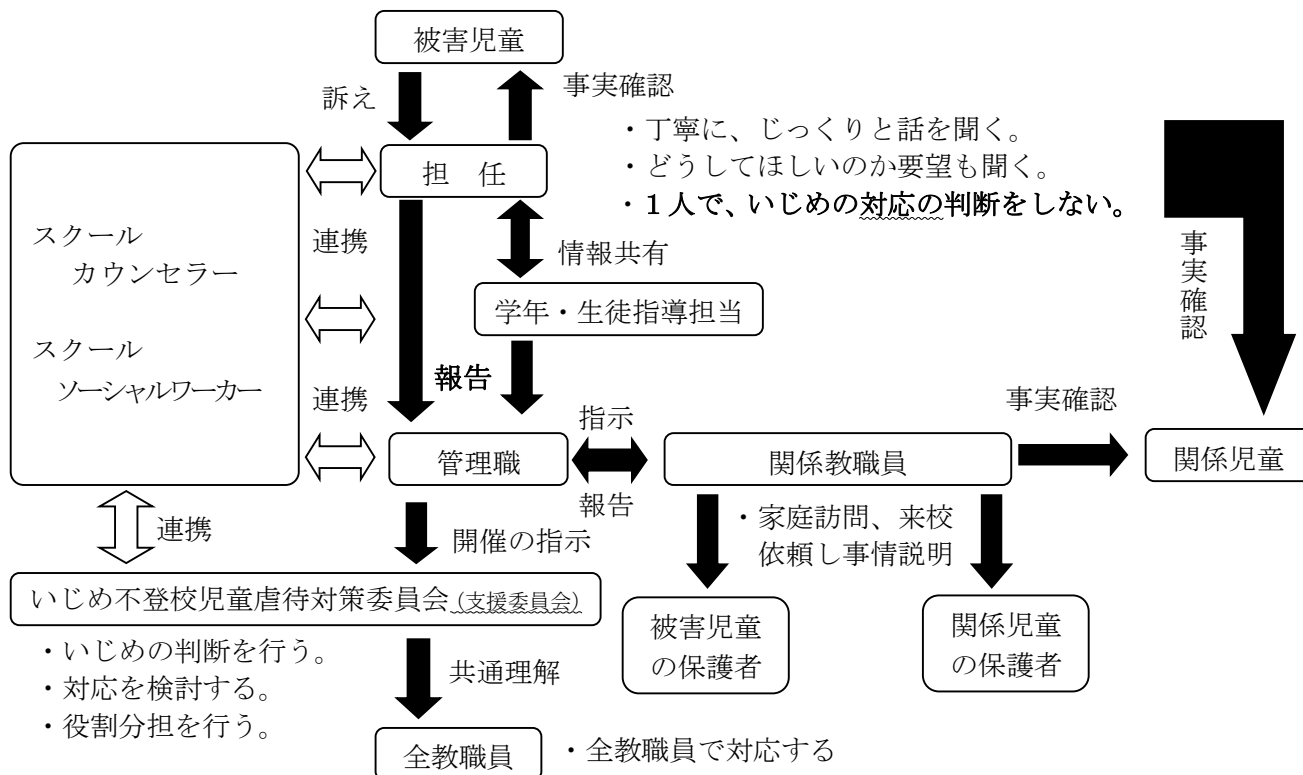 被害児童
訴え
事実確認
・丁寧に、じっくりと話を聞く。
・どうしてほしいのか要望も聞く。
・１人で、いじめの対応の判断をしない。
担　任
スクール
カウンセラー
スクール
ソーシャルワーカー
連携
情報共有
学年・生徒指導担当
事実確認
連携
報告
管理職
指示
報告
関係教職員
事実確認
関係児童
連携
開催の指示
・家庭訪問、来校
依頼し事情説明
いじめ不登校児童虐待対策委員会（支援委員会）
・いじめの判断を行う。
・対応を検討する。
・役割分担を行う。
共通理解
被害児童
の保護者
関係児童
の保護者
全教職員
・全教職員で対応する